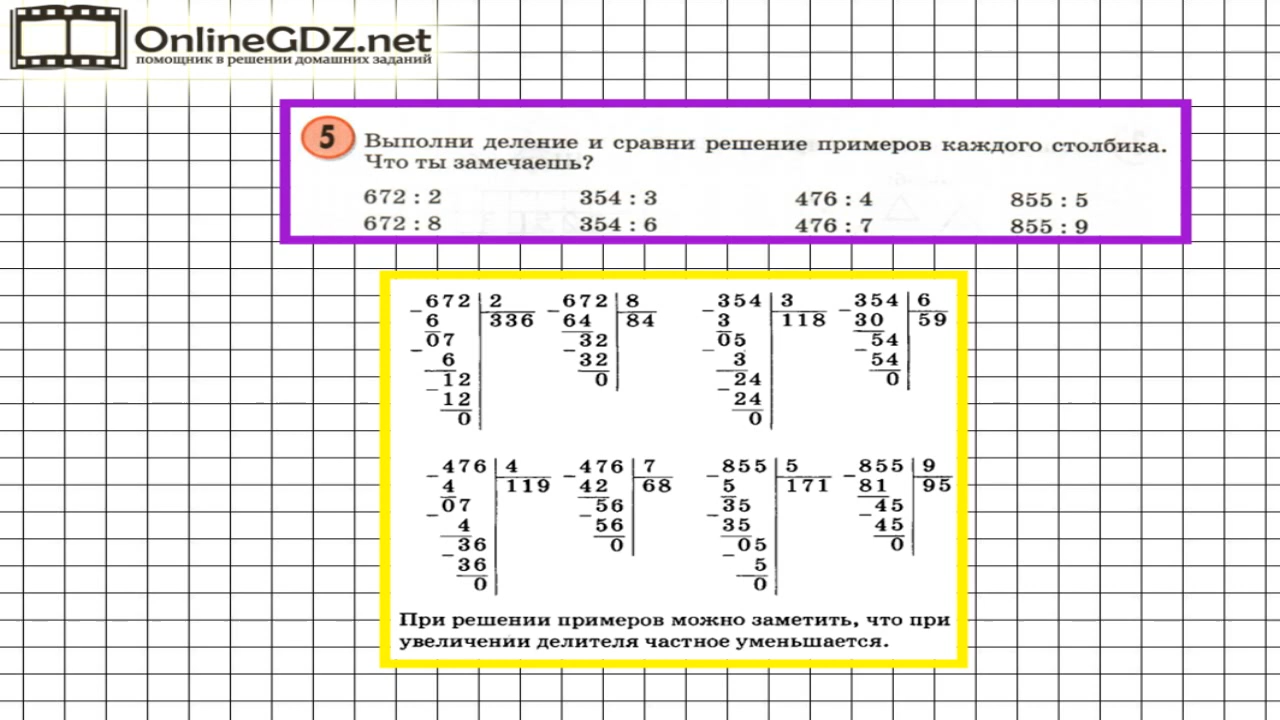 OnlineGDZ.net
помощник в решении домашних заданий
5
Выполни деление и сравни решение примеров каждого столбика.
Что ты замечаешь?
672 : 2 354 : 3 476 : 4 855 : 5
672 : 8 354 : 6 476 : 7 855 : 9
-672 2 -672 8 -354 3 -354 6
6 336 64 84 3 118 30 59
-07 -32 -05 -54
6 32 3 54
-12 0 -24 0
12 24
0 0
-476 4 -476 7 -855 5 -855 9
4 119 42 68 5 171 81 95
-07 -56 -35 -45
4 56 35 45
-36 0 -05 0
36 5
0 0
При решении примеров можно заметить, что при
увеличении делителя частное уменьшается.